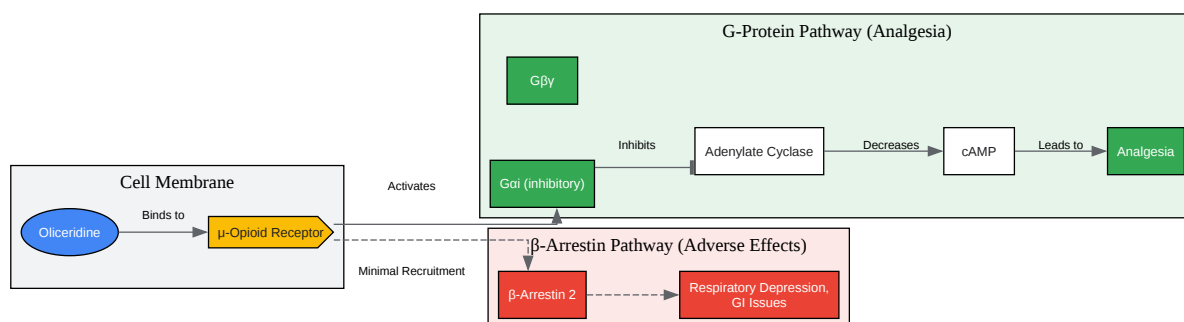 G-Protein Pathway (Analgesia)
Gβγ
Inhibits
Adenylate Cyclase
Decreases
cAMP
Leads to
Analgesia
Gαi (inhibitory)
Cell Membrane
Activates
Oliceridine
Binds to
μ-Opioid Receptor
Minimal Recruitment
β-Arrestin Pathway (Adverse Effects)
β-Arrestin 2
Respiratory Depression,
GI Issues